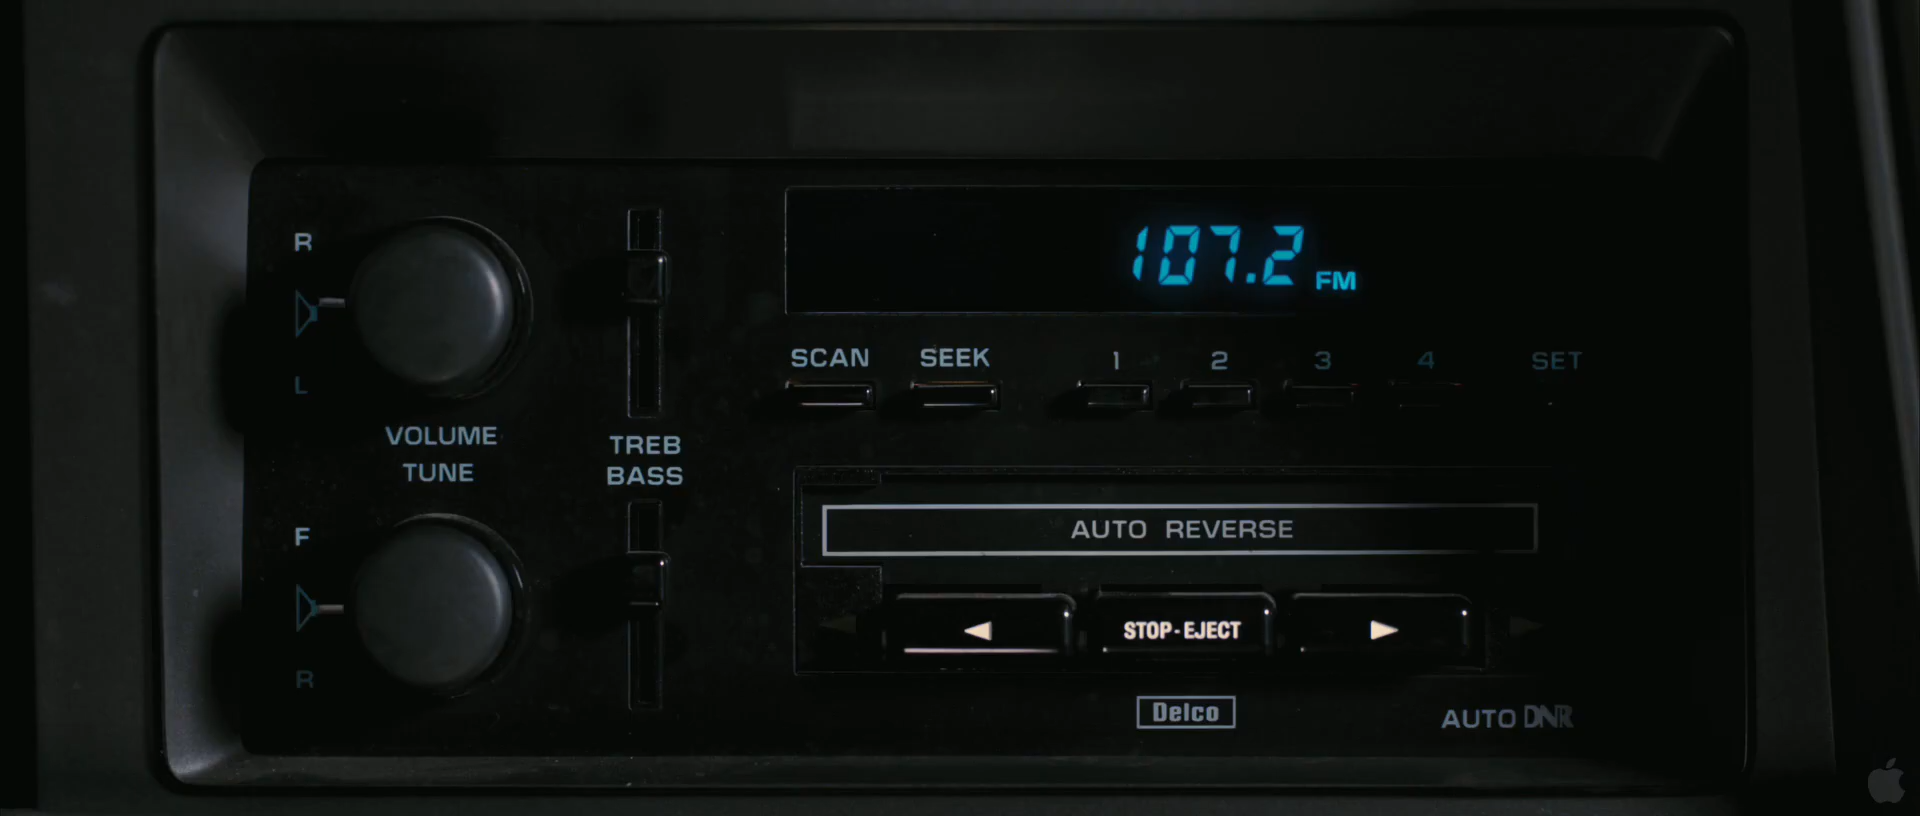 107.2 FM
R
L
SCAN SEEK 1 2 3 4 SET
VOLUME
TUNE
TREB
BASS
F
R
AUTO REVERSE
STOP-EJECT
Delco
AUTO DNR